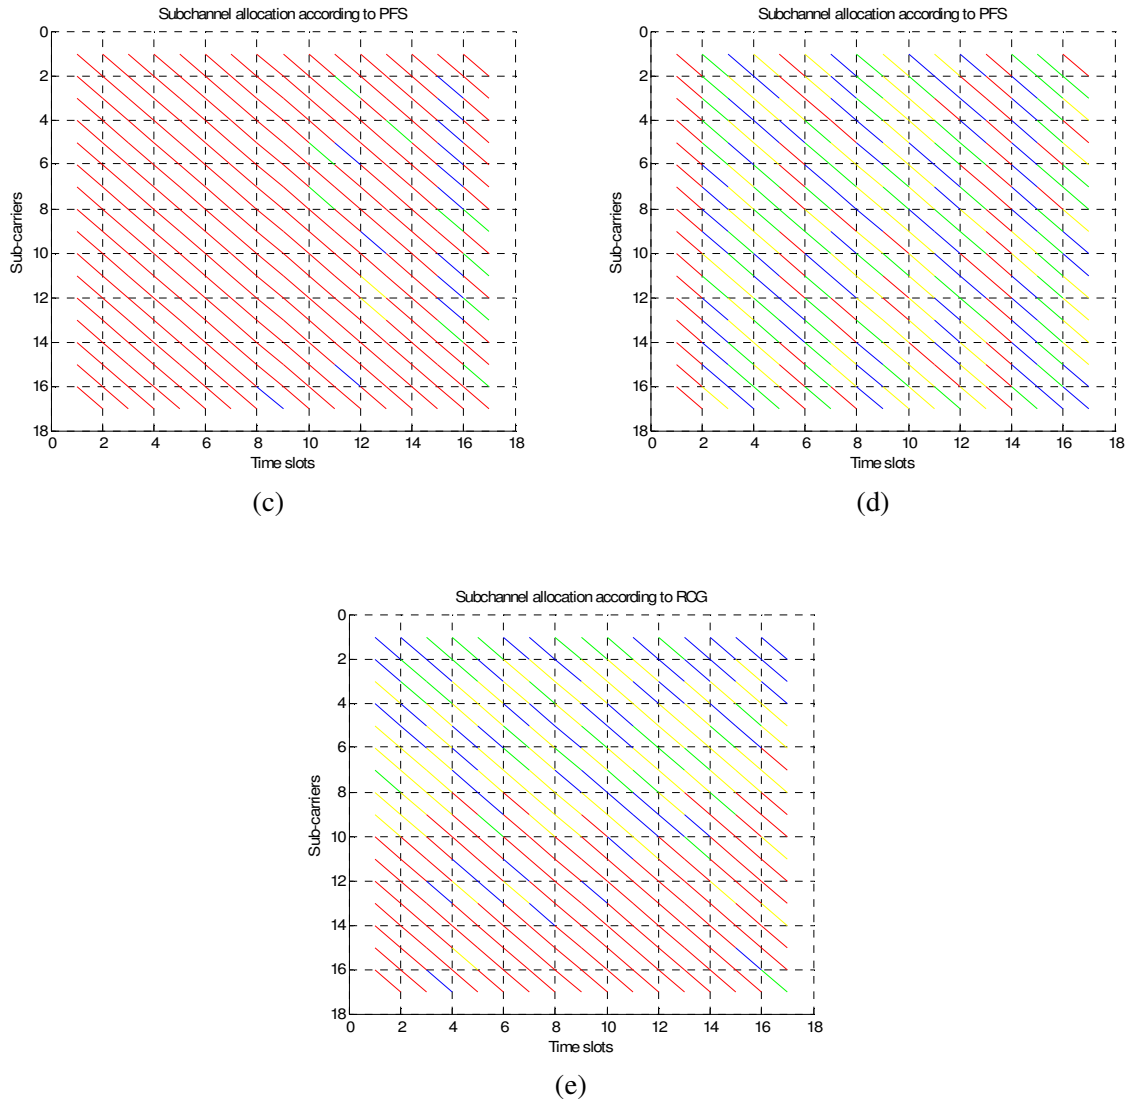 Subchannel allocation according to PFS
0
2
4
6
8
10
12
14
16
18
Sub-carriers
0 2 4 6 8 10 12 14 16 18
Time slots
(c)
Subchannel allocation according to PFS
0
2
4
6
8
10
12
14
16
18
Sub-carriers
0 2 4 6 8 10 12 14 16 18
Time slots
(d)
Subchannel allocation according to RCG
0
2
4
6
8
10
12
14
16
18
Sub-carriers
0 2 4 6 8 10 12 14 16 18
Time slots
(e)